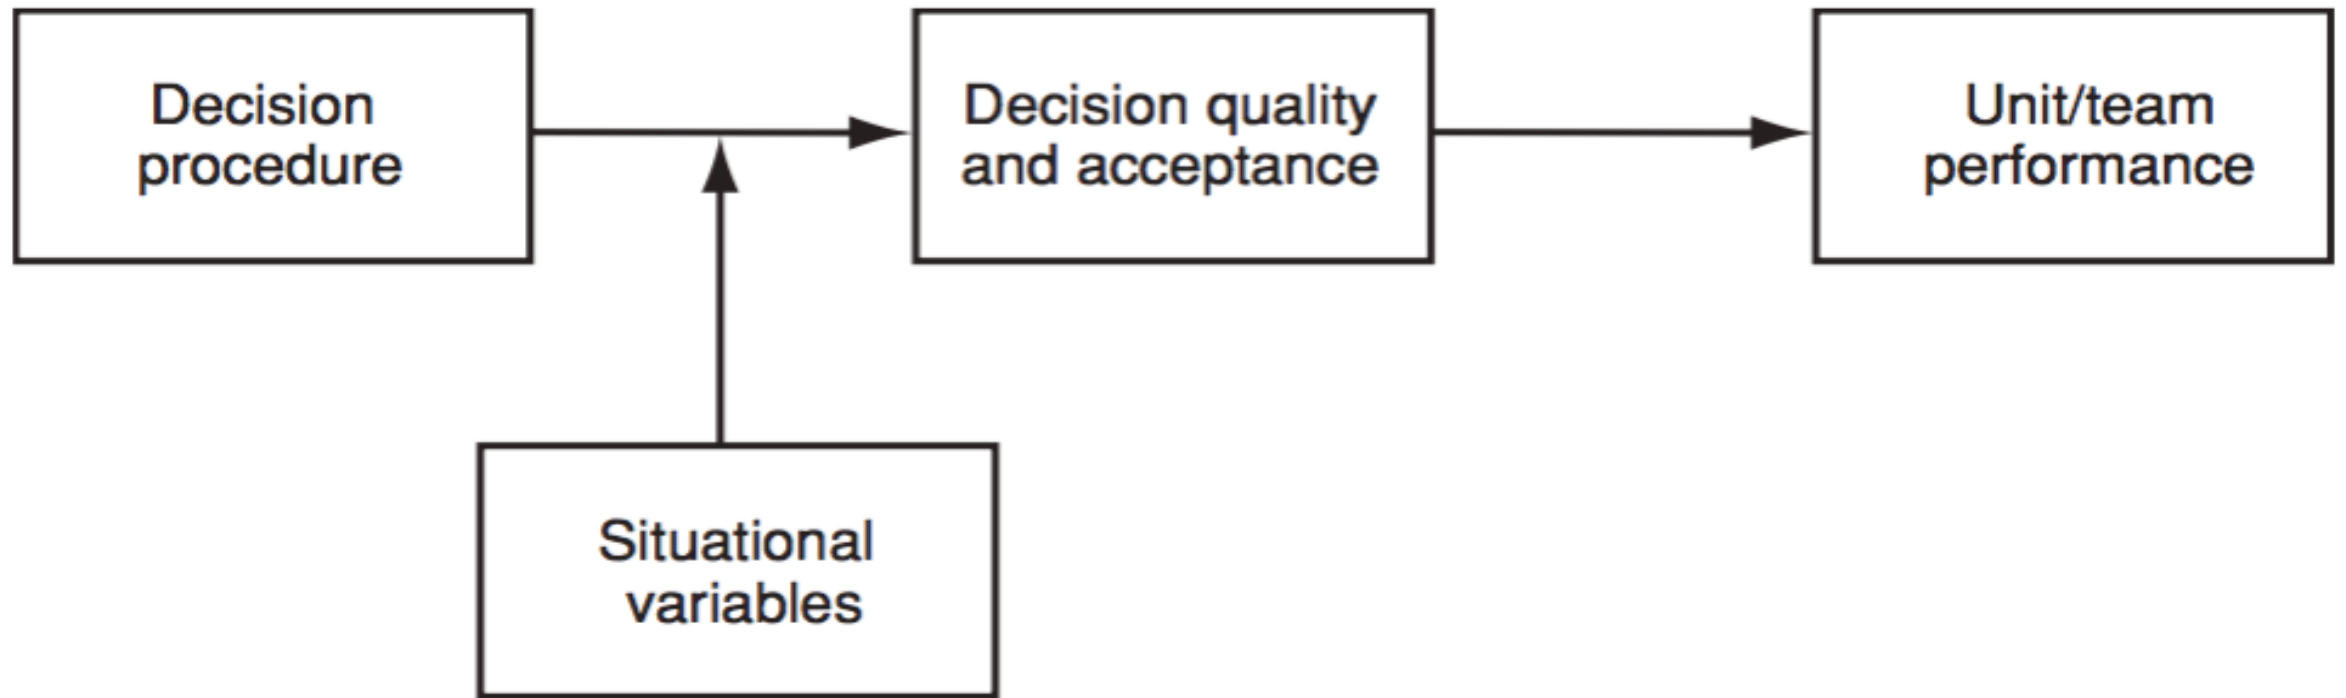 Decision
procedure
Decision quality
and acceptance
Unit/team
performance
Situational
variables